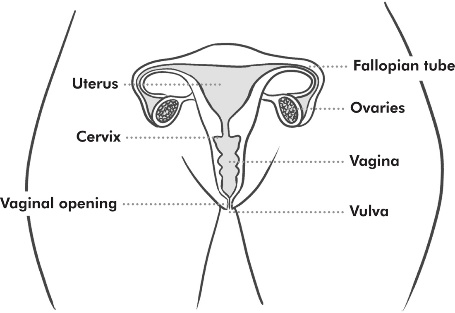 Fallopian tube
Uterus
Ovaries
Cervix
Vagina
Vaginal opening
Vulva